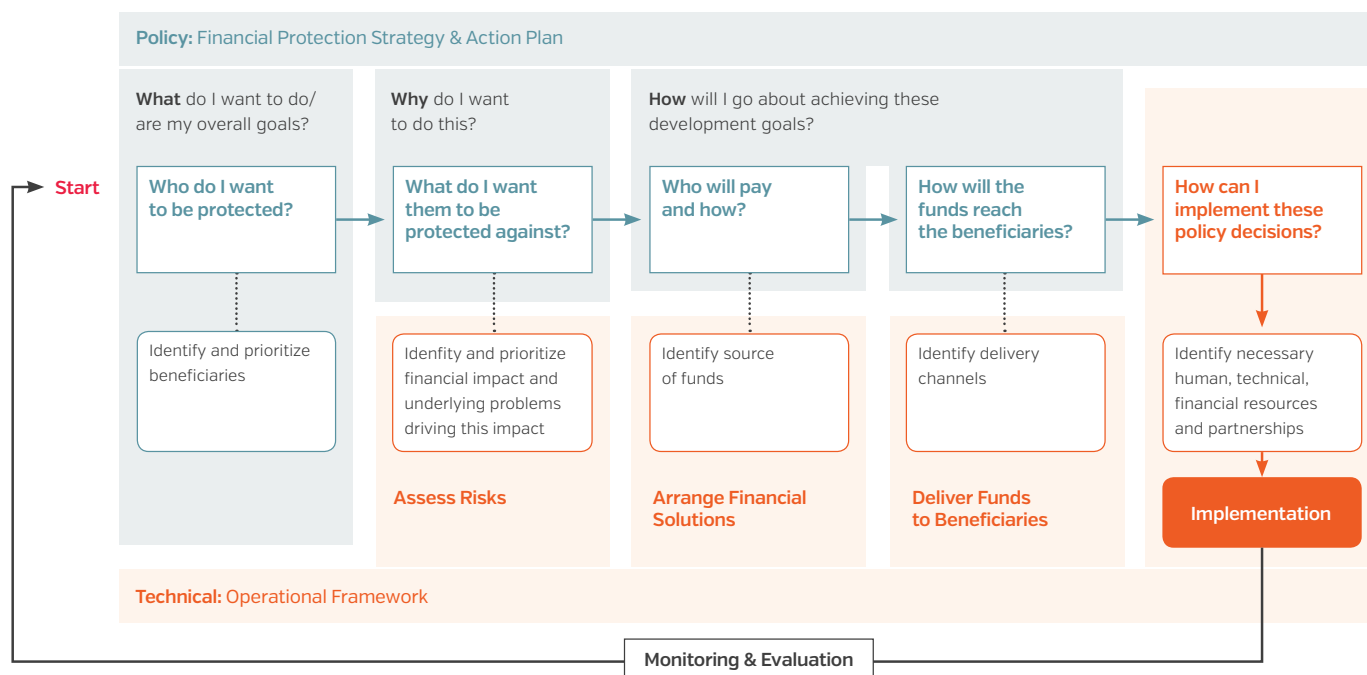 Policy: Financial Protection Strategy & Action Plan
What do I want to do/
are my overall goals?
Why do I want
to do this?
How will I go about achieving these
development goals?
Start
Who do I want
to be protected?
What do I want
them to be
protected against?
Who will pay
and how?
How will the
funds reach
the beneficiaries?
How can I
implement these
policy decisions?
Identify and prioritize
beneficiaries
Idenfity and prioritize
financial impact and
underlying problems
driving this impact
Identify source
of funds
Identify delivery
channels
Identify necessary
human, technical,
financial resources
and partnerships
Assess Risks
Arrange Financial
Solutions
Deliver Funds
to Beneficiaries
Implementation
Technical: Operational Framework
Monitoring & Evaluation